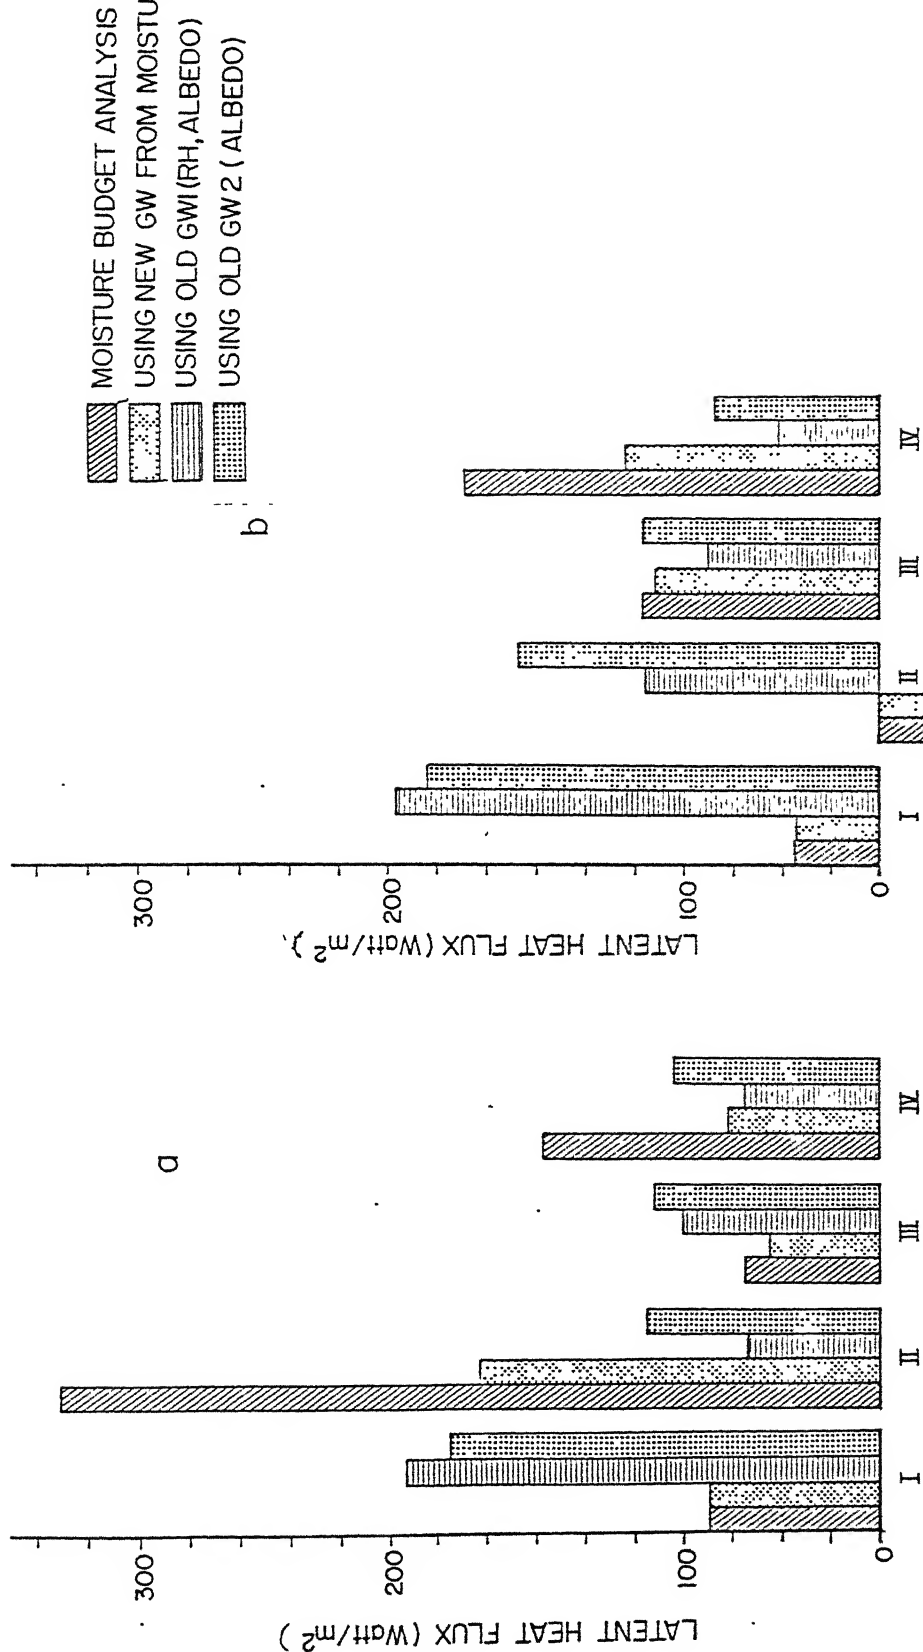 MOISTURE BUDGET ANALYSIS
USING NEW GW FROM
USING OLD GW1(RH, ALBEDO)
USING OLD GW2 (ALBEDO)
a
LATENT HEAT FLUX (Watt/m²)
300
200
100
0
I
II
III
IV
b
LATENT HEAT FLUX (Watt/m²)
300
200
100
0
I
II
III
IV